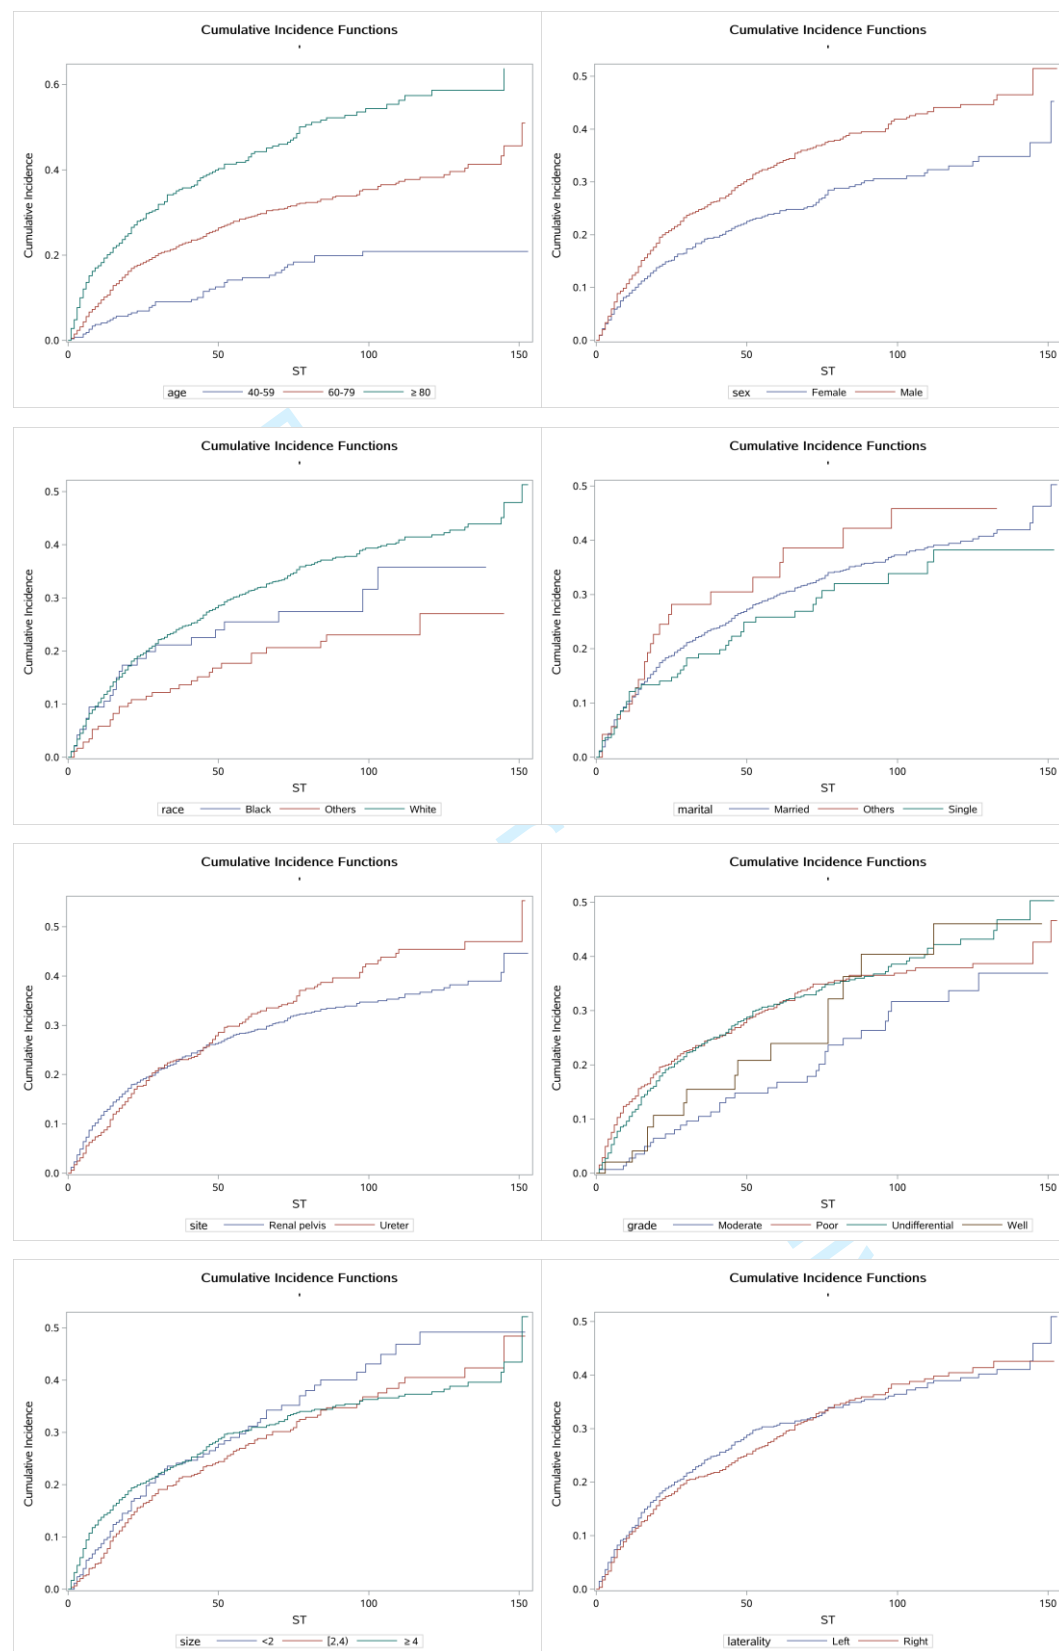 Cumulative Incidence Functions
Cumulative Incidence
0.6
0.4
0.2
0.0
0 50 100 150
ST
age 40-59 60-79 ≥ 80
Cumulative Incidence Functions
Cumulative Incidence
0.5
0.4
0.3
0.2
0.1
0.0
0 50 100 150
ST
sex Female Male
Cumulative Incidence Functions
Cumulative Incidence
0.5
0.4
0.3
0.2
0.1
0.0
0 50 100 150
ST
race Black Others White
Cumulative Incidence Functions
Cumulative Incidence
0.5
0.4
0.3
0.2
0.1
0.0
0 50 100 150
ST
marital Married Others Single
Cumulative Incidence Functions
Cumulative Incidence
0.5
0.4
0.3
0.2
0.1
0.0
0 50 100 150
ST
site Renal pelvis Ureter
Cumulative Incidence Functions
Cumulative Incidence
0.5
0.4
0.3
0.2
0.1
0.0
0 50 100 150
ST
grade Moderate Poor Undifferential Well
Cumulative Incidence Functions
Cumulative Incidence
0.5
0.4
0.3
0.2
0.1
0.0
0 50 100 150
ST
size <2 [2,4) ≥ 4
Cumulative Incidence Functions
Cumulative Incidence
0.5
0.4
0.3
0.2
0.1
0.0
0 50 100 150
ST
laterality Left Right